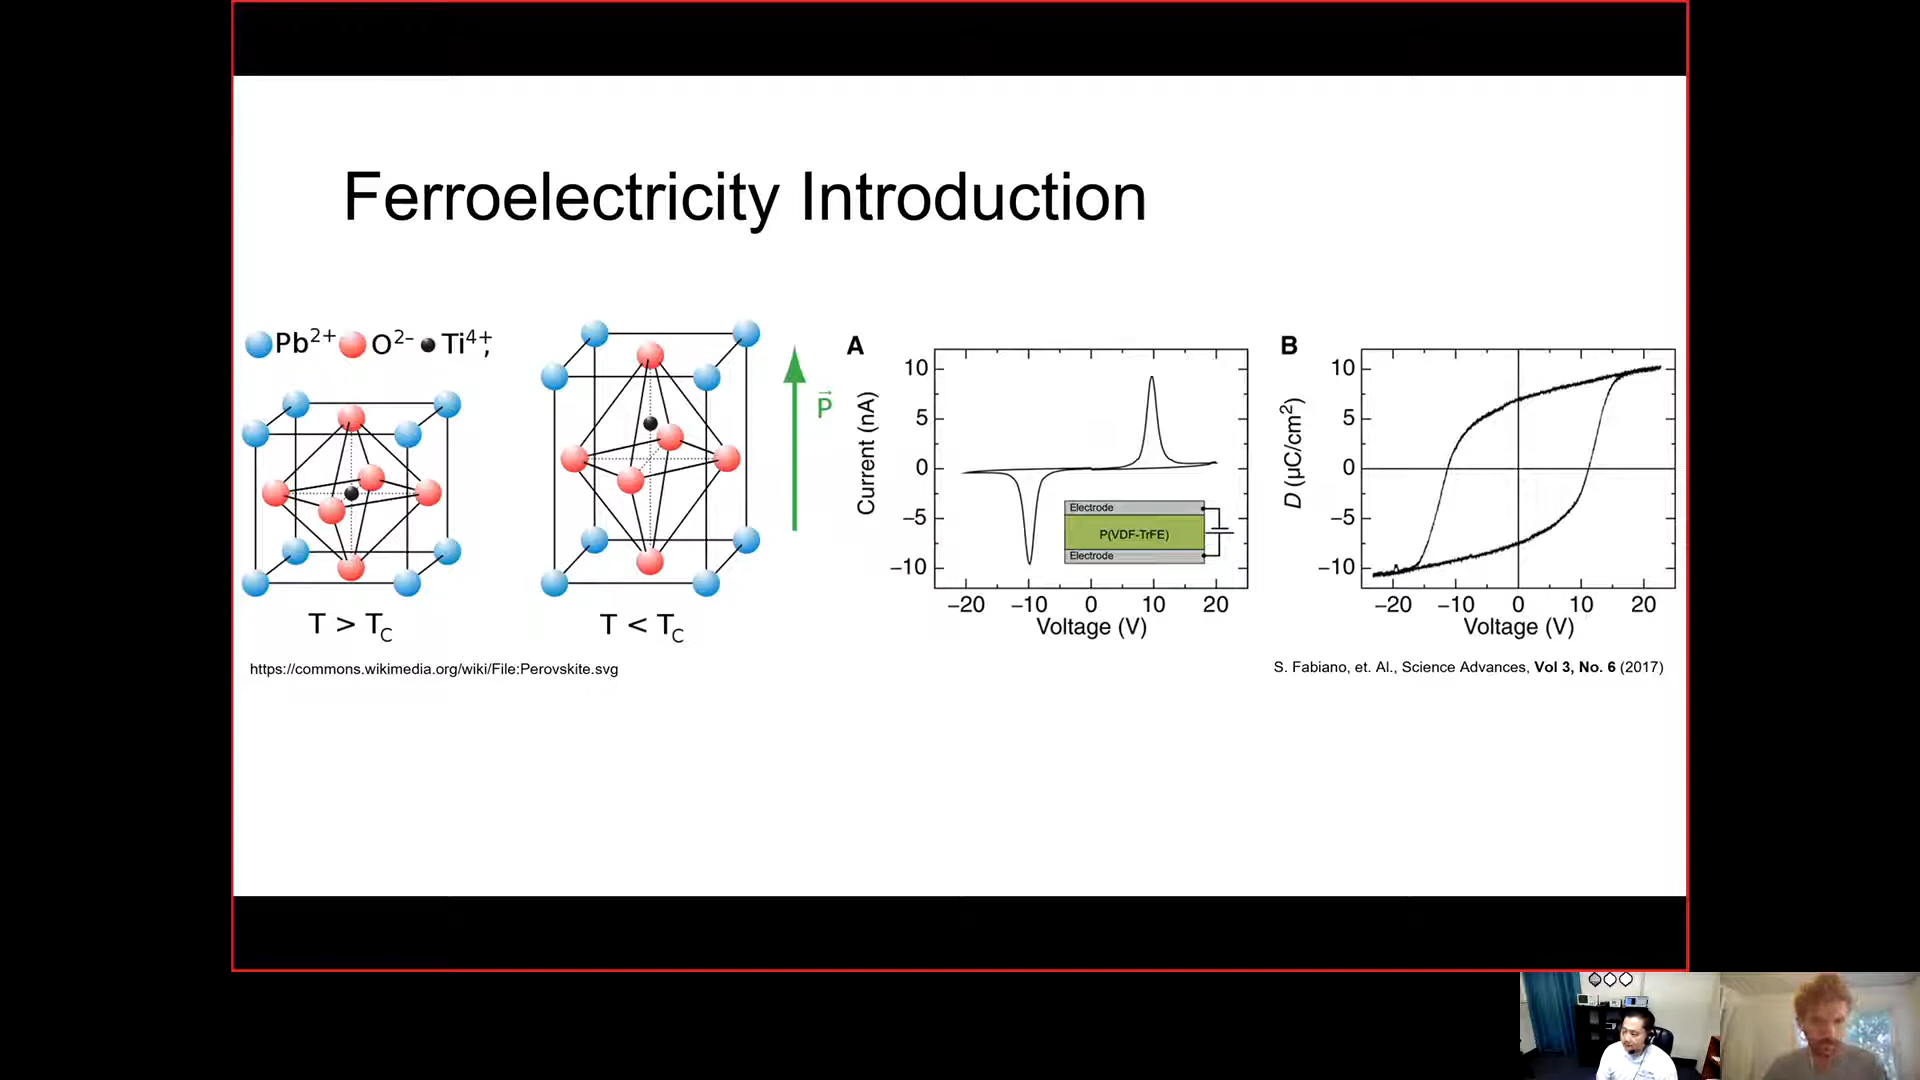 Ferroelectricity Introduction
Pb2+ O2– Ti4+,
T > TC
T < TC
P
https://commons.wikimedia.org/wiki/File:Perovskite.svg
A
Current (nA)
10
5
0
−5
−10
−20 −10 0 10 20
Voltage (V)
Electrode
P(VDF-TrFE)
Electrode
B
D (µC/cm2)
10
5
0
−5
−10
−20 −10 0 10 20
Voltage (V)
S. Fabiano, et. Al., Science Advances, Vol 3, No. 6 (2017)